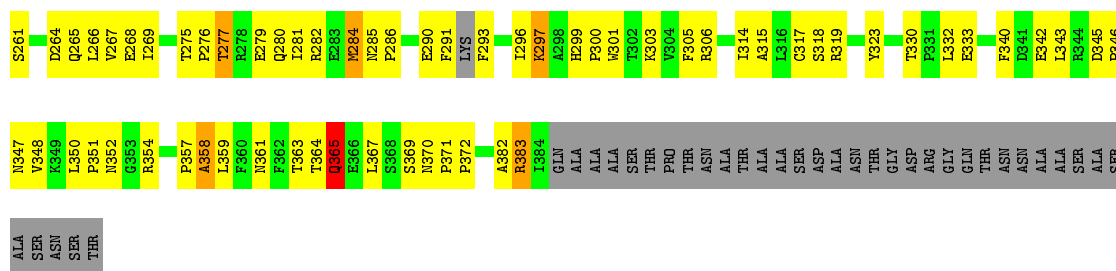 S261 D264 Q265 L266 V267 E268 I269 T275 P276 T277 R278 E279 Q280 I281 R282 E283 M284 N285 P286 E290 F291 LYS F293 I296 K297 A298 H299 P300 W301 T302 K303 V304 F305 R306 I314 A315 L316 C317 S318 R319 Y323 T330 P331 L332 E333 F340 D341 E342 L343 R344 D345
N347 V348 K349 L350 P351 N352 G353 R354 P357 A358 L359 F360 N361 F362 T363 T364 Q365 E366 L367 S368 S369 N370 P371 P372 A382 R383 I384 GLN ALA ALA ALA SER THR PRO THR ASN ALA THR ALA ALA SER ASP ALA ASN THR GLY ASP ARG GLY GLN THR ASN ASN ALA ALA SER ALA
ALA SER ASN SER THR